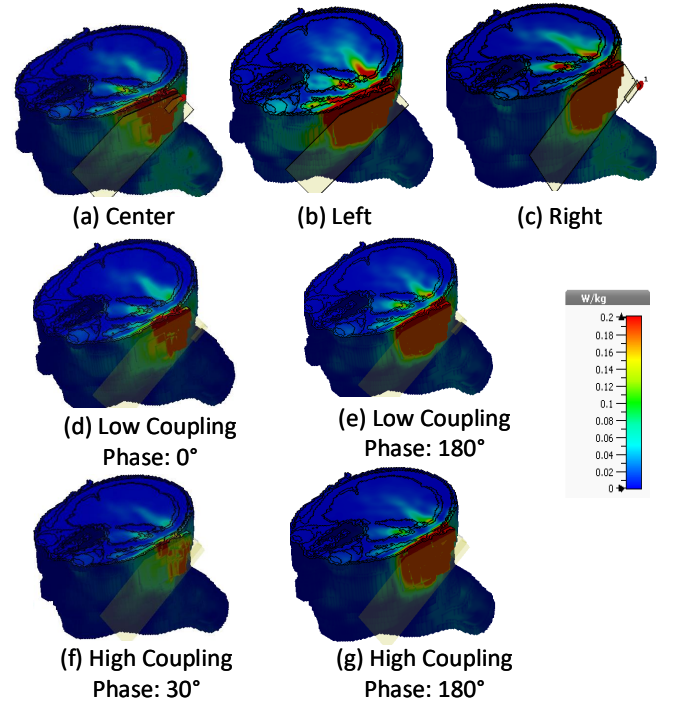 (a) Center
(b) Left
(c) Right
W/kg
0.2
0.18
0.16
0.14
0.12
0.1
0.08
0.06
0.04
0.02
0
(d) Low Coupling
Phase: 0°
(e) Low Coupling
Phase: 180°
(f) High Coupling
Phase: 30°
(g) High Coupling
Phase: 180°